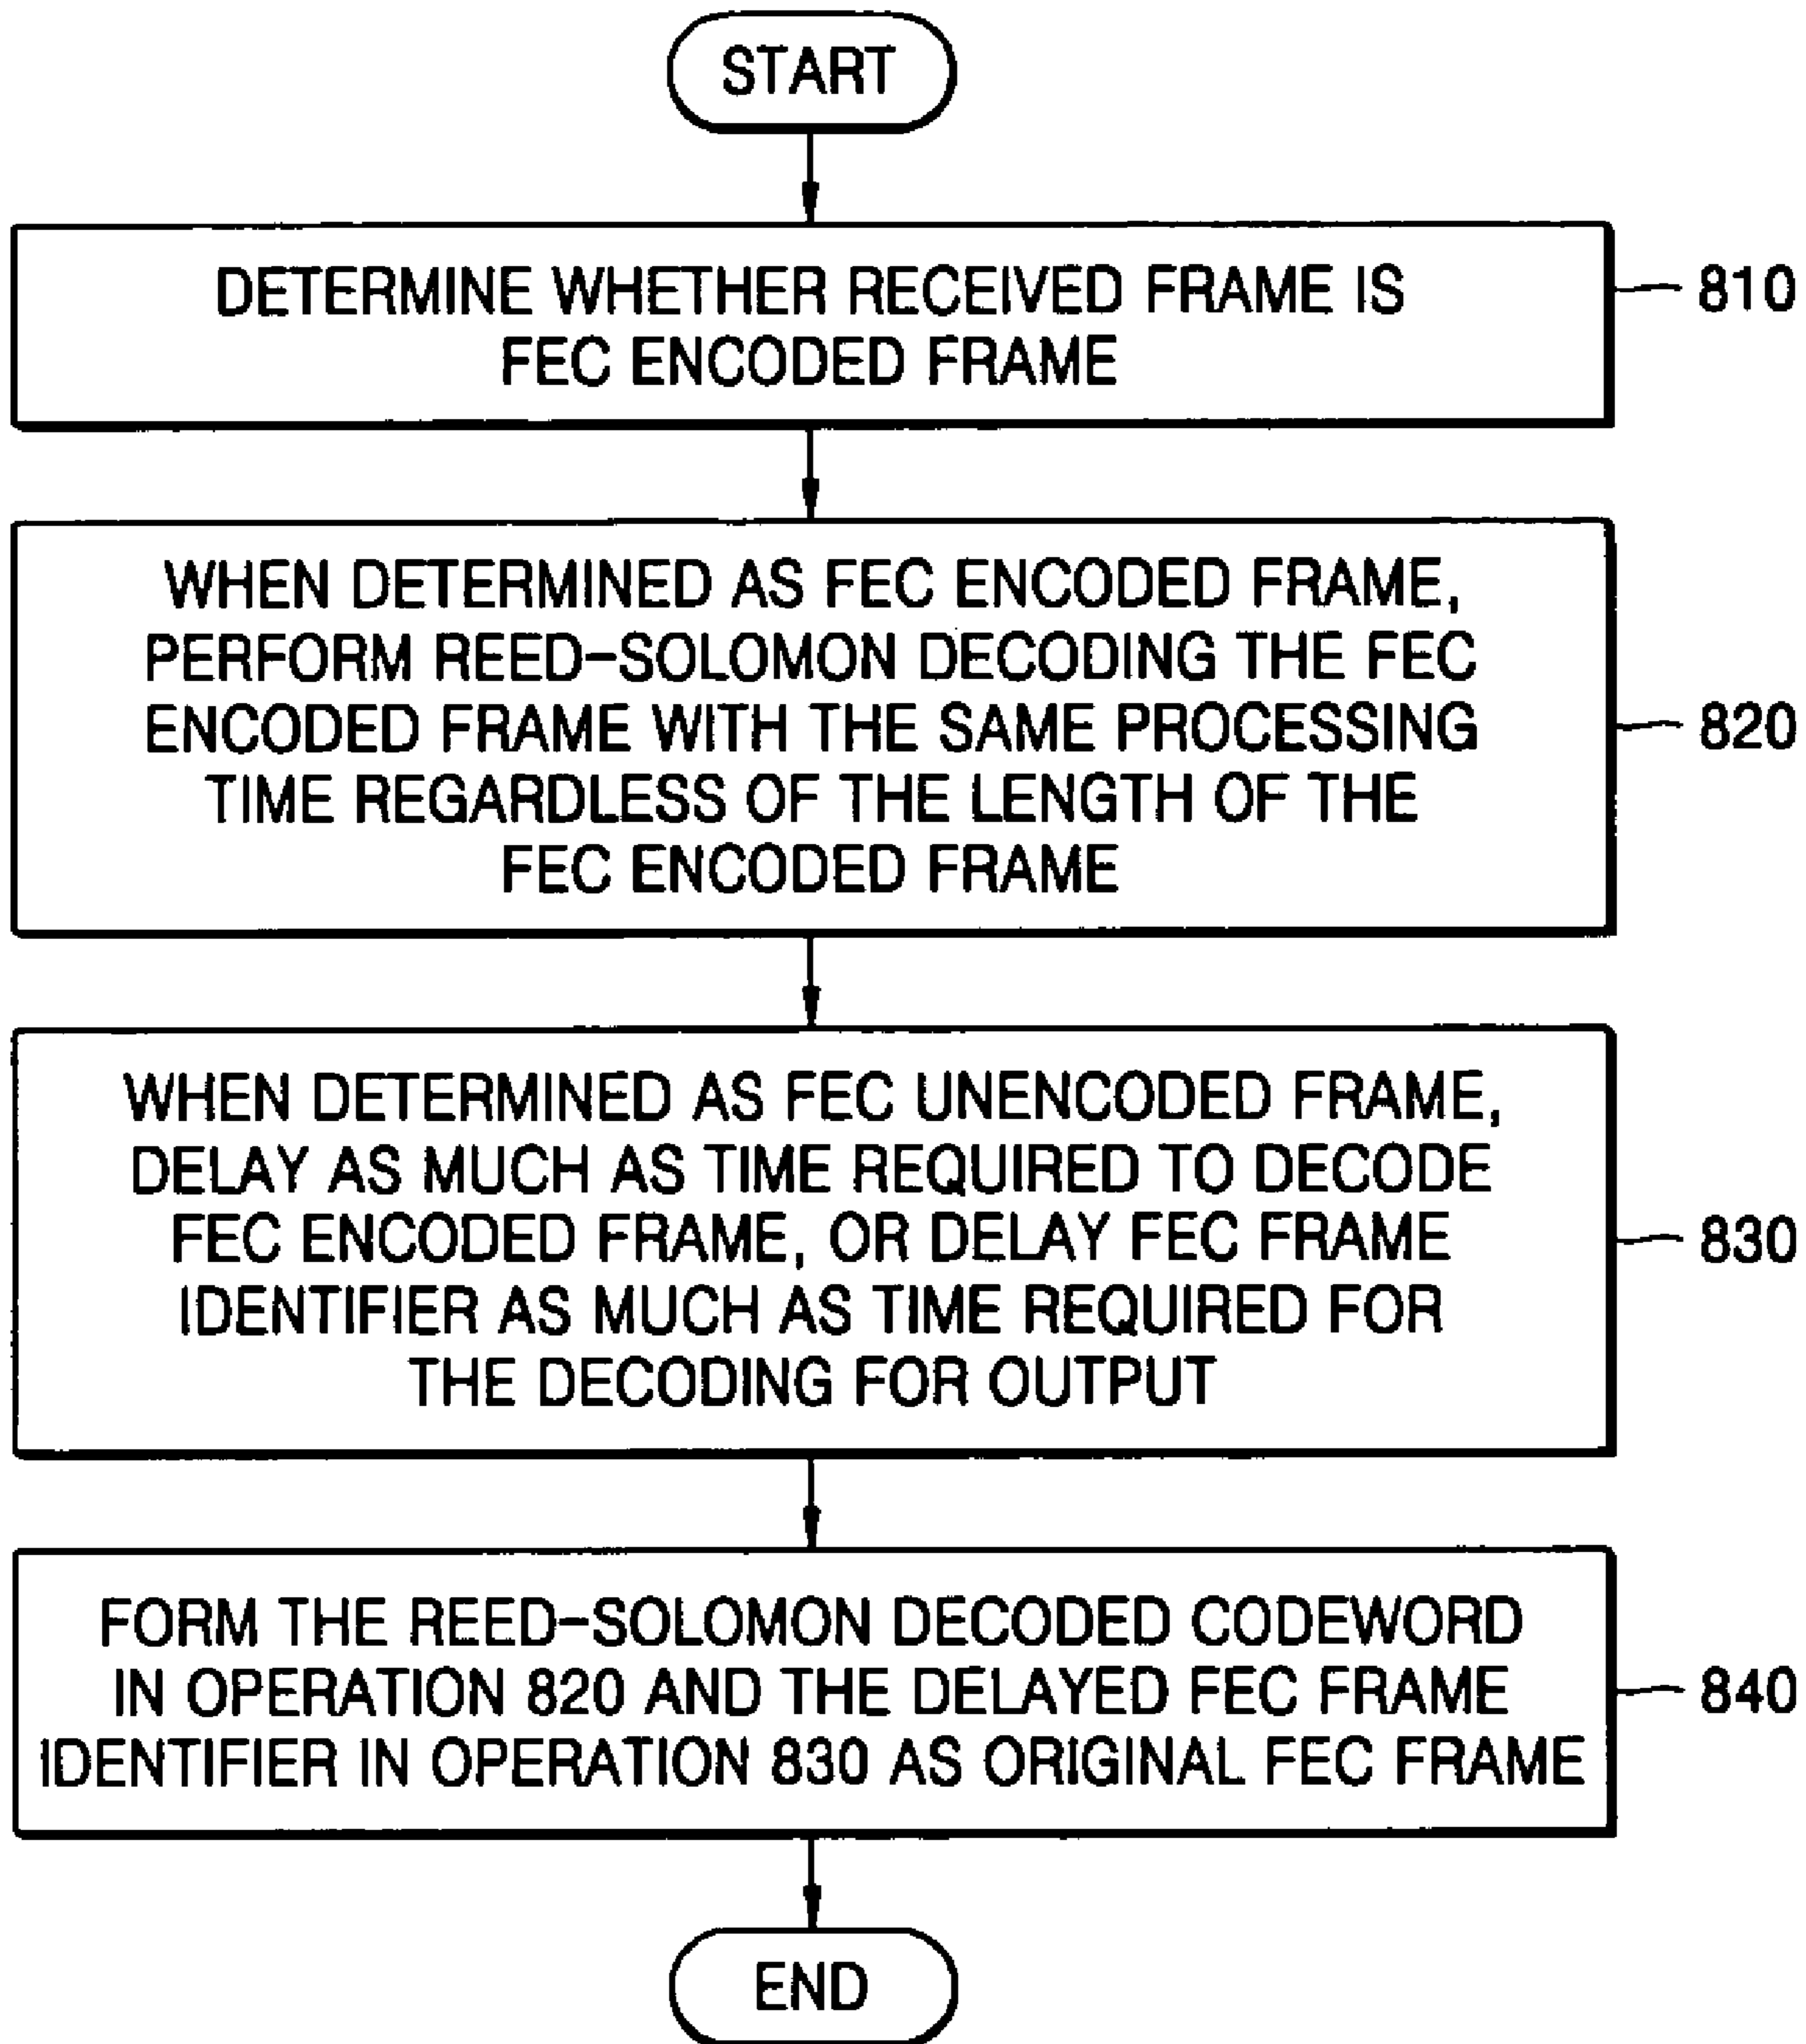 START
DETERMINE WHETHER RECEIVED FRAME IS
FEC ENCODED FRAME
810
WHEN DETERMINED AS FEC ENCODED FRAME,
PERFORM REED-SOLOMON DECODING THE FEC
ENCODED FRAME WITH THE SAME PROCESSING
TIME REGARDLESS OF THE LENGTH OF THE
FEC ENCODED FRAME
820
WHEN DETERMINED AS FEC UNENCODED FRAME,
DELAY AS MUCH AS TIME REQUIRED TO DECODE
FEC ENCODED FRAME, OR DELAY FEC FRAME
IDENTIFIER AS MUCH AS TIME REQUIRED FOR
THE DECODING FOR OUTPUT
830
FORM THE REED-SOLOMON DECODED CODEWORD
IN OPERATION 820 AND THE DELAYED FEC FRAME
IDENTIFIER IN OPERATION 830 AS ORIGINAL FEC FRAME
840
END